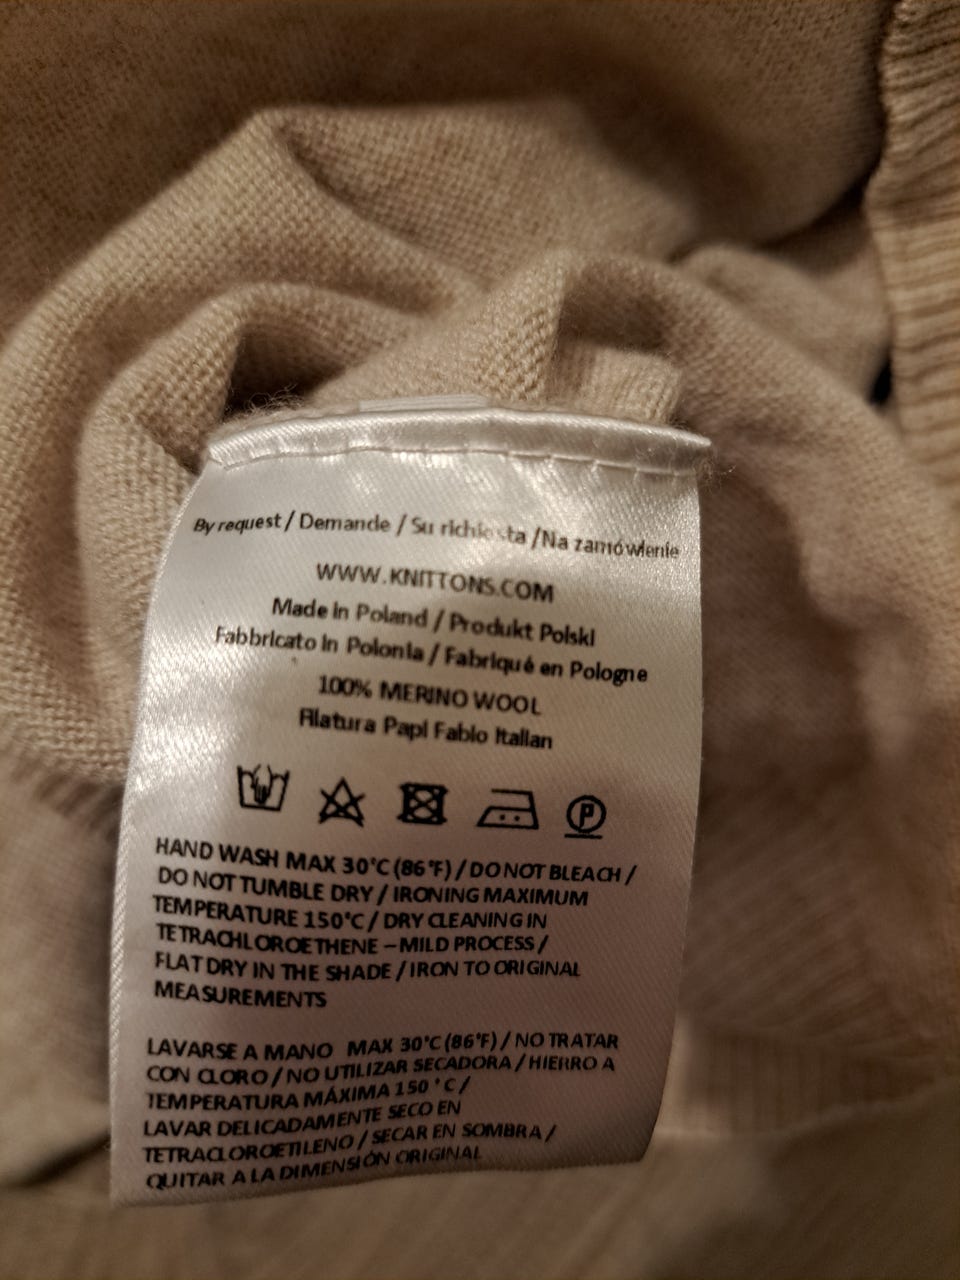 By request / Demande / Su richiesta /Na zamówienie
WWW.KNITTONS.COM
Made in Poland / Produkt Polski
Fabbricato in Polonia / Fabriqué en Pologne
100% MERINO WOOL
Filatura Papi Fabio Italian
P
HAND WASH MAX 30°C (86°F) / DO NOT BLEACH /
DO NOT TUMBLE DRY / IRONING MAXIMUM
TEMPERATURE 150°C / DRY CLEANING IN
TETRACHLOROETHENE – MILD PROCESS /
FLAT DRY IN THE SHADE / IRON TO ORIGINAL
MEASUREMENTS
LAVARSE A MANO MAX 30°C (86°F) / NO TRATAR
CON CLORO / NO UTILIZAR SECADORA / HIERRO A
TEMPERATURA MÁXIMA 150 ° C /
LAVAR DELICADAMENTE SECO EN
TETRACLOROETILENO / SECAR EN SOMBRA /
QUITAR A LA DIMENSIÓN ORIGINAL